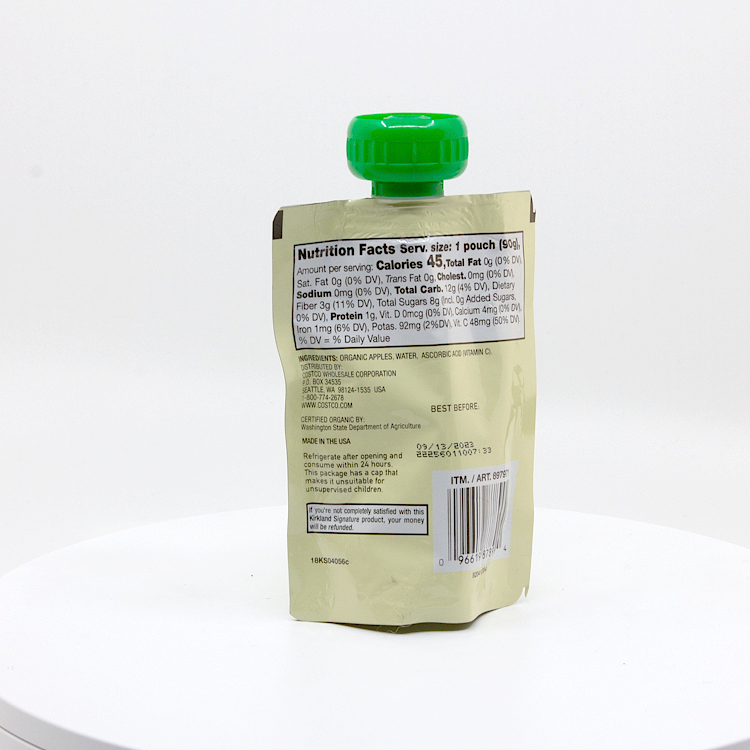 Nutrition Facts Serv. size: 1 pouch (90g),
Amount per serving: Calories 45, Total Fat 0g (0% DV),
Sat. Fat 0g (0% DV), Trans Fat 0g, Cholest. 0mg (0% DV),
Sodium 0mg (0% DV), Total Carb. 12g (4% DV), Dietary
Fiber 3g (11% DV), Total Sugars 8g (Incl. 0g Added Sugars,
0% DV), Protein 1g, Vit. D 0mcg (0% DV), Calcium 4mg (0% DV),
Iron 1mg (6% DV), Potas. 92mg (2% DV), Vit. C 48mg (50% DV).
% DV = % Daily Value
INGREDIENTS: ORGANIC APPLES, WATER, ASCORBIC ACID (VITAMIN C).
DISTRIBUTED BY:
COSTCO WHOLESALE CORPORATION
P.O. BOX 34535
SEATTLE, WA 98124-1535 USA
1-800-774-2678
WWW.COSTCO.COM
BEST BEFORE:
CERTIFIED ORGANIC BY:
Washington State Department of Agriculture
MADE IN THE USA
09/13/2023
22256011007:33
Refrigerate after opening and
consume within 24 hours.
This package has a cap that
makes it unsuitable for
unsupervised children.
ITM. / ART. 89797
If you're not completely satisfied with this
Kirkland Signature product, your money
will be refunded.
0 96619878 4
18KS04056c